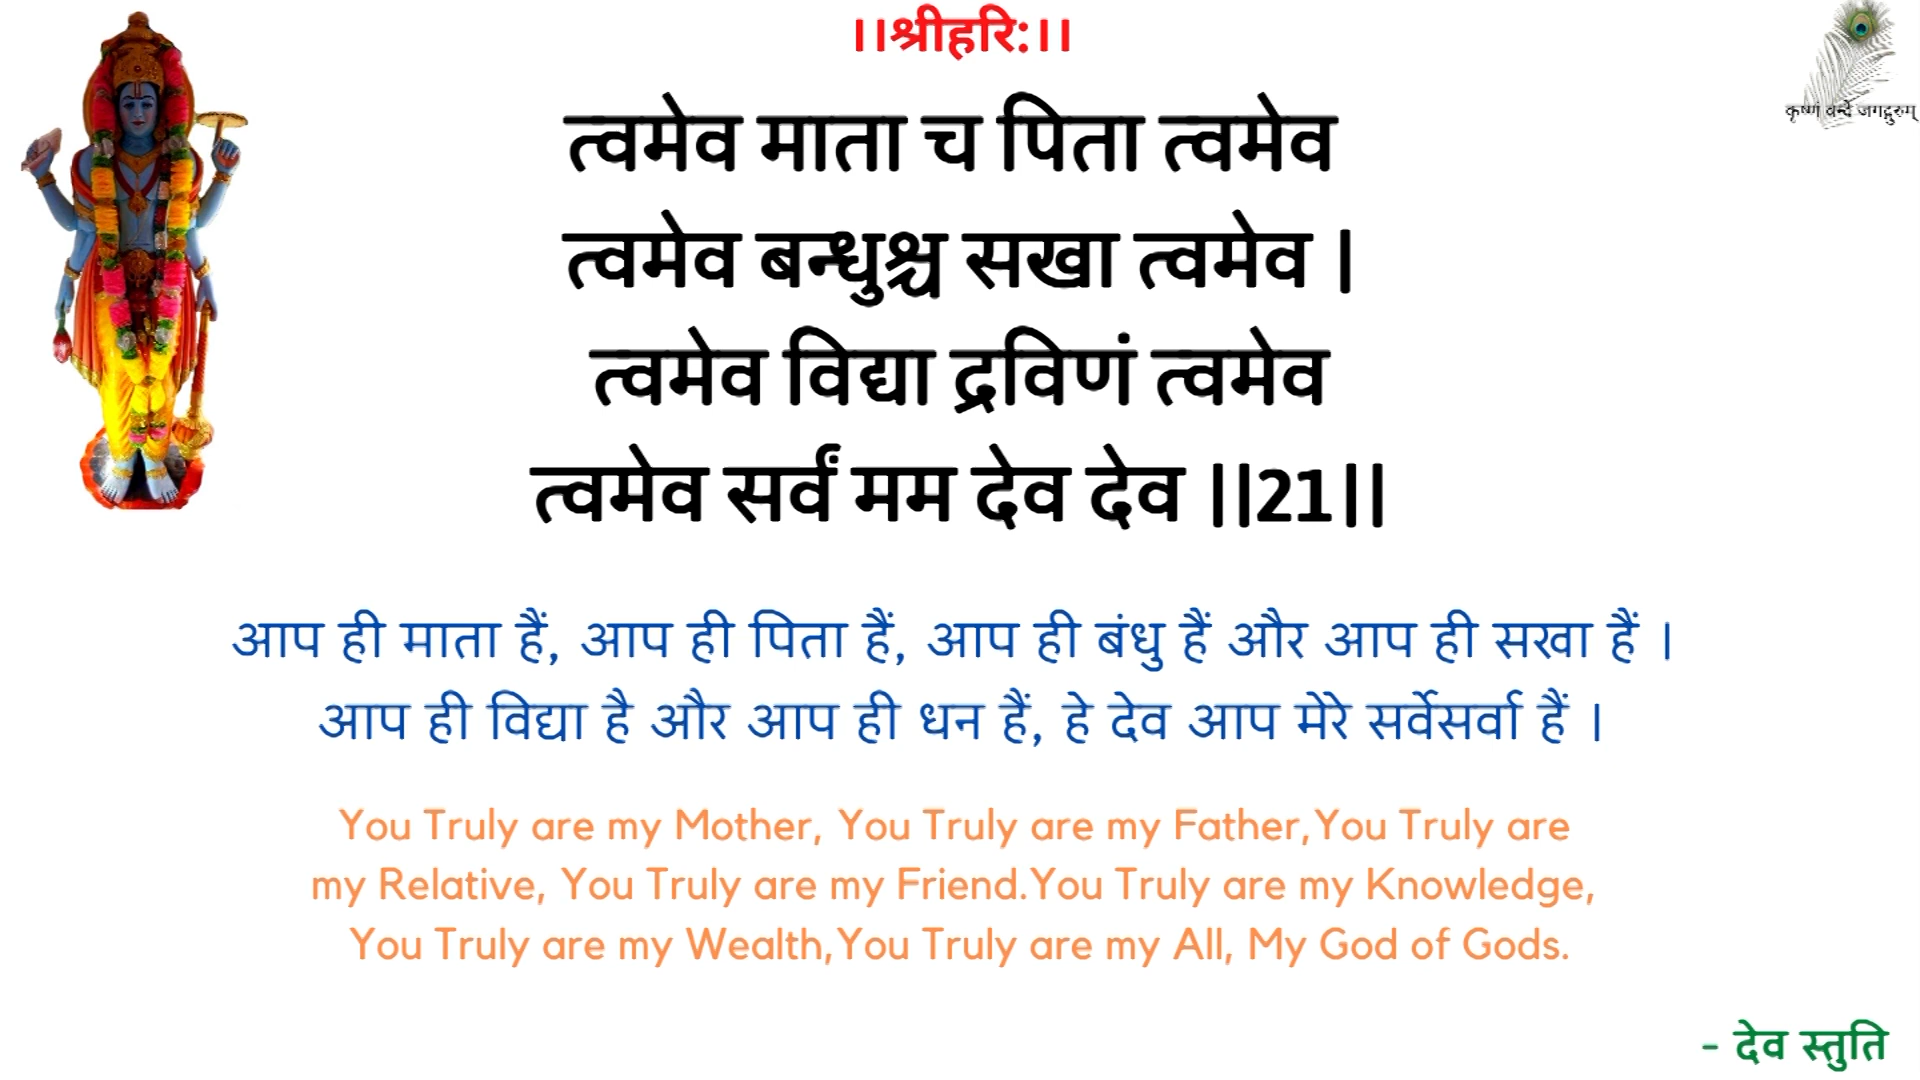 ।।श्रीहरि:।।
कृष्णं वन्दे जगद्गुरुम्
त्वमेव माता च पिता त्वमेव
त्वमेव बन्धुश्च सखा त्वमेव |
त्वमेव विद्या द्रविणं त्वमेव
त्वमेव सर्वं मम देव देव ||21||
आप ही माता हैं, आप ही पिता हैं, आप ही बंधु हैं और आप ही सखा हैं ।
आप ही विद्या है और आप ही धन हैं, हे देव आप मेरे सर्वेसर्वा हैं ।
You Truly are my Mother, You Truly are my Father,You Truly are
my Relative, You Truly are my Friend.You Truly are my Knowledge,
You Truly are my Wealth,You Truly are my All, My God of Gods.
- देव स्तुति